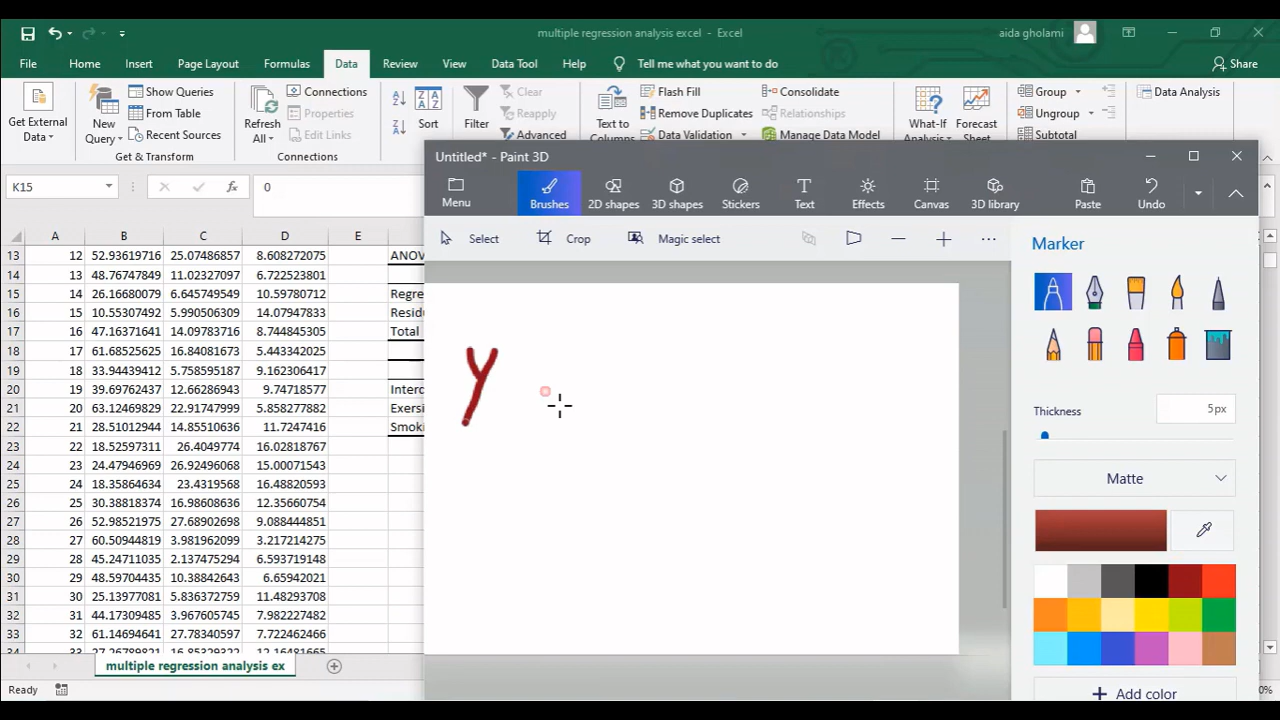 multiple regression analysis excel - Excel
aida gholami
File Home Insert Page Layout Formulas Data Review View Data Tool Help Tell me what you want to do Share
Get External Data
New Query
Show Queries
From Table
Recent Sources
Get & Transform
Refresh All
Connections
Properties
Edit Links
Connections
Sort
Filter
Clear
Reapply
Advanced
Text to Columns
Flash Fill
Remove Duplicates
Data Validation
Consolidate
Relationships
Manage Data Model
What-If Analysis
Forecast Sheet
Group
Ungroup
Subtotal
Data Analysis
K15 fx 0
A B C D E
13 12 52.93619716 25.07486857 8.608272075 ANOV
14 13 48.76747849 11.02327097 6.722523801
15 14 26.16680079 6.645749549 10.59780712 Regre
16 15 10.55307492 5.990506309 14.07947833 Resid
17 16 47.16371641 14.09783716 8.744845305 Total
18 17 61.68525625 16.84081673 5.443342025
19 18 33.94439412 5.758595187 9.162306417
20 19 39.69762437 12.66286943 9.74718577 Interc
21 20 63.12469829 22.91747999 5.858277882 Exersi
22 21 28.51012944 14.85510636 11.7247416 Smoki
23 22 18.52597311 26.4049774 16.02818767
24 23 24.47946969 26.92496068 15.00071543
25 24 18.35864634 23.4319568 16.48820593
26 25 30.38818374 16.98608636 12.35660754
27 26 52.98521975 27.68902698 9.088444851
28 27 60.50944819 3.981962099 3.217214275
29 28 45.24711035 2.137475294 6.593719148
30 29 48.59704435 10.38842643 6.65942021
31 30 25.13977081 5.836372759 11.48293708
32 31 44.17309485 3.967605745 7.982227482
33 32 61.14694641 27.78340597 7.722462466
multiple regression analysis ex
Ready
Untitled* - Paint 3D
Menu Brushes 2D shapes 3D shapes Stickers Text Effects Canvas 3D library Paste Undo
Select Crop Magic select
y
Marker
Thickness 5px
Matte
Add color